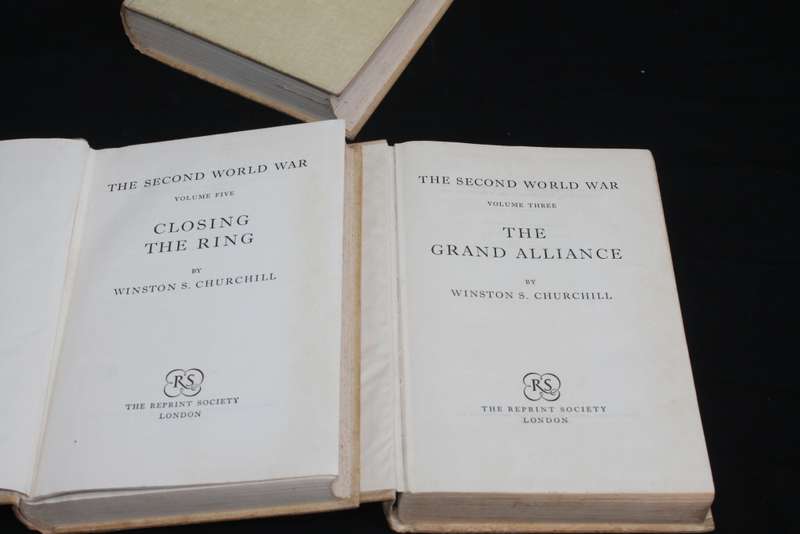 THE SECOND WORLD WAR
VOLUME FIVE
CLOSING
THE RING
BY
WINSTON S. CHURCHILL
RS
THE REPRINT SOCIETY
LONDON
THE SECOND WORLD WAR
VOLUME THREE
THE
GRAND ALLIANCE
BY
WINSTON S. CHURCHILL
RS
THE REPRINT SOCIETY
LONDON